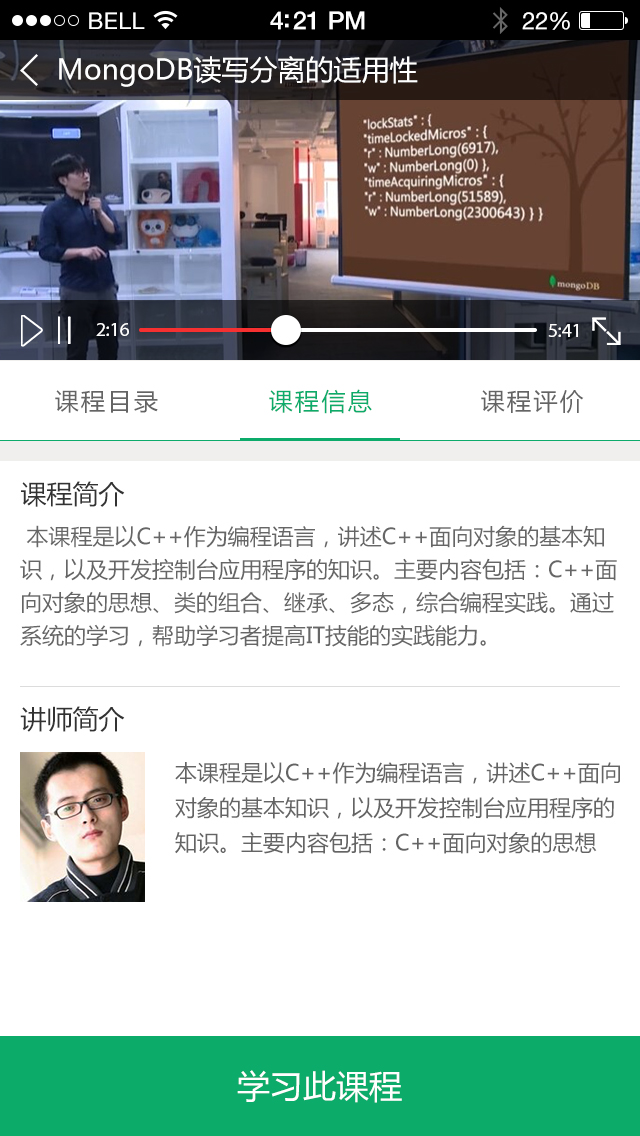 BELL 4:21 PM 22%
MongoDB读写分离的适用性
"lockStats" : {
"timeLockedMicros" : {
"r" : NumberLong(6917),
"w" : NumberLong(0) },
"timeAcquiringMicros" : {
"r" : NumberLong(51589),
"w" : NumberLong(2300643) } }
mongoDB
2:16 5:41
课程目录 课程信息 课程评价
课程简介
本课程是以C++作为编程语言，讲述C++面向对象的基本知
识，以及开发控制台应用程序的知识。主要内容包括：C++面
向对象的思想、类的组合、继承、多态，综合编程实践。通过
系统的学习，帮助学习者提高IT技能的实践能力。
讲师简介
本课程是以C++作为编程语言，讲述C++面向
对象的基本知识，以及开发控制台应用程序的
知识。主要内容包括：C++面向对象的思想
学习此课程